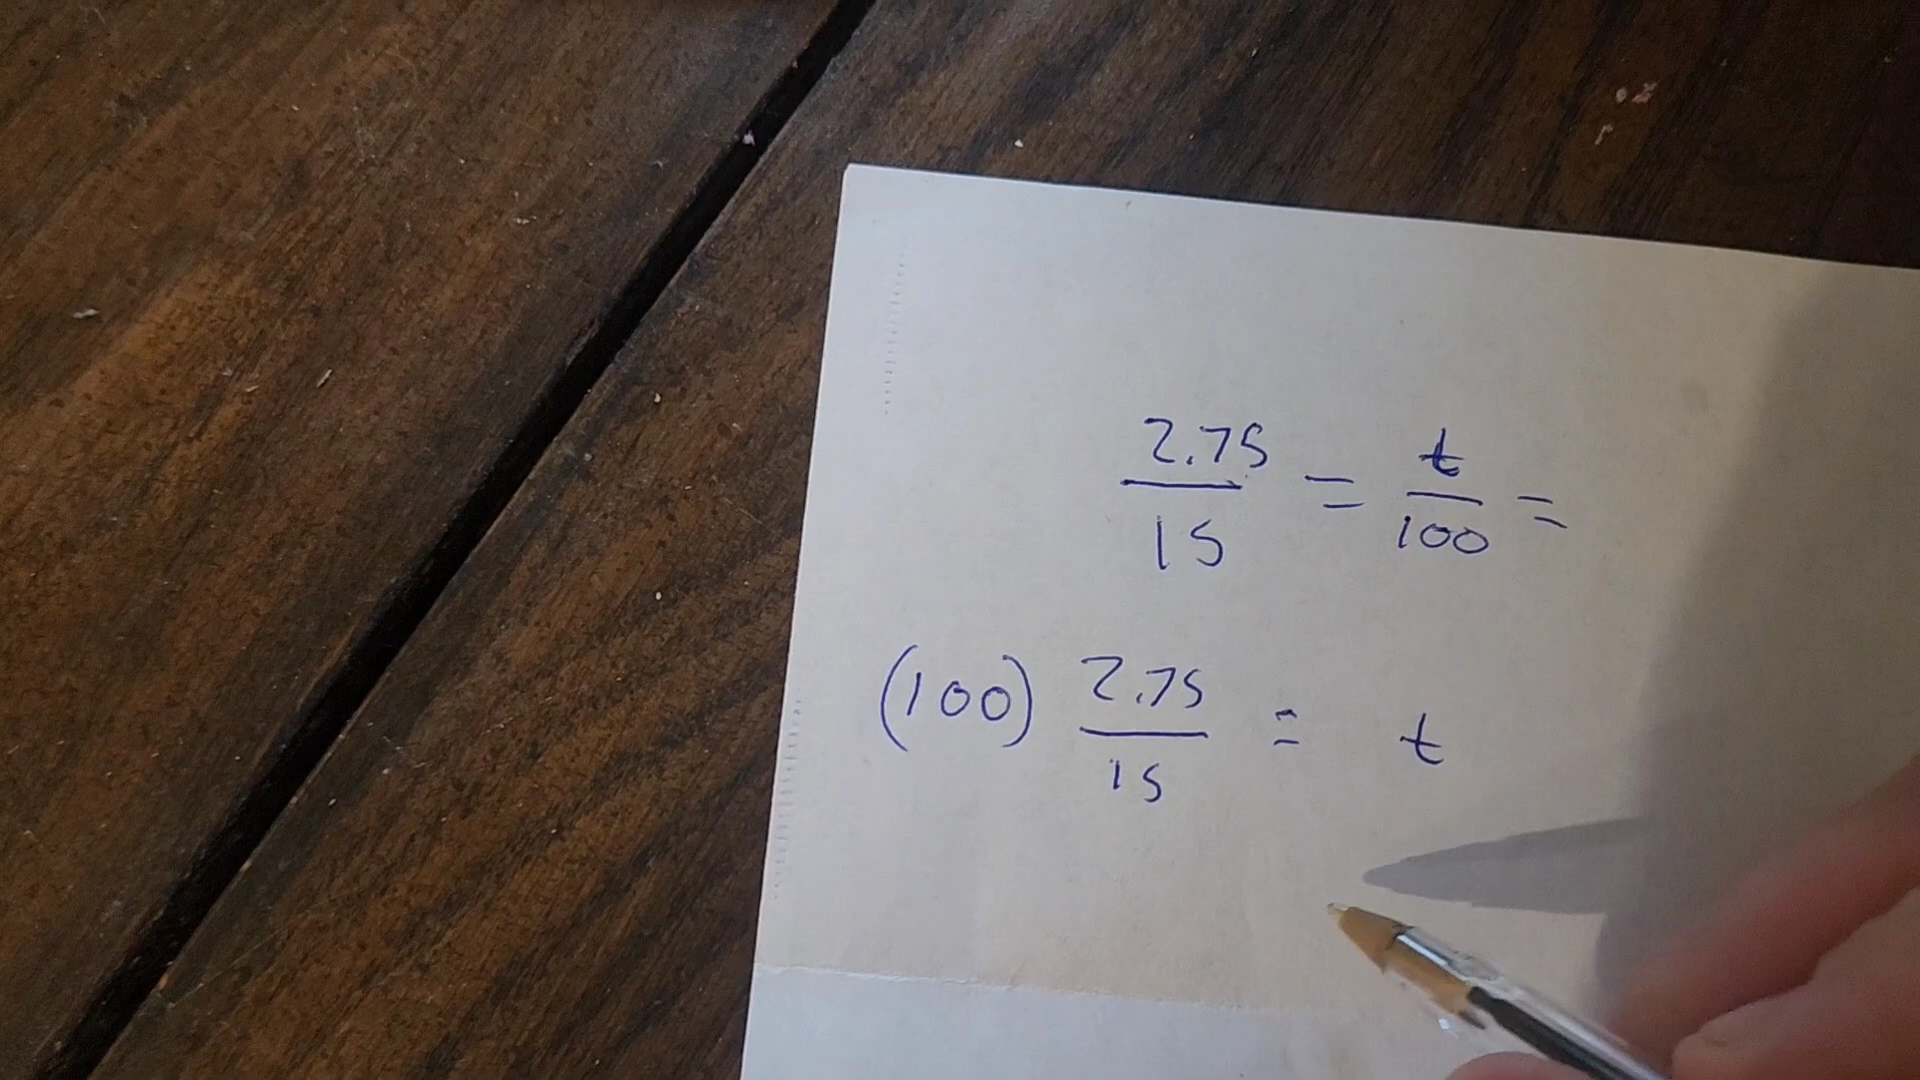 2.75/15 = t/100 =
(100) 2.75/15 = t